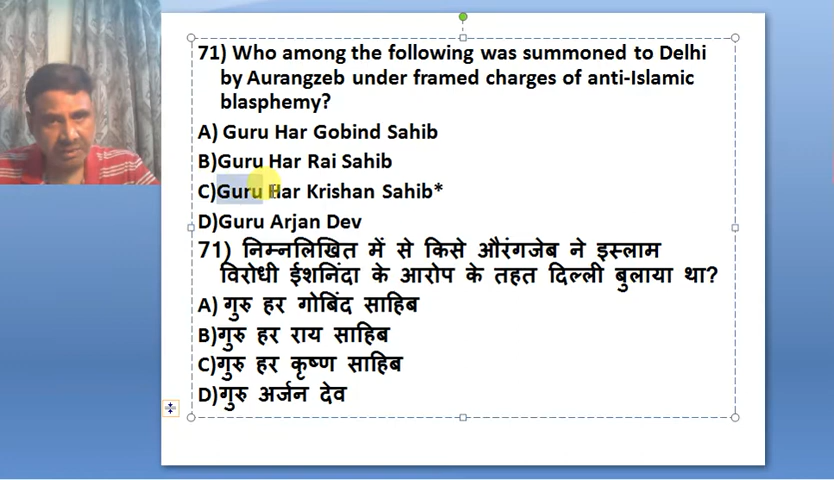 71) Who among the following was summoned to Delhi
by Aurangzeb under framed charges of anti-Islamic
blasphemy?
A) Guru Har Gobind Sahib
B)Guru Har Rai Sahib
C)Guru Har Krishan Sahib*
D)Guru Arjan Dev
71) निम्नलिखित में से किसे औरंगजेब ने इस्लाम
विरोधी ईशनिंदा के आरोप के तहत दिल्ली बुलाया था?
A) गुरु हर गोबिंद साहिब
B)गुरु हर राय साहिब
C)गुरु हर कृष्ण साहिब
D)गुरु अर्जन देव